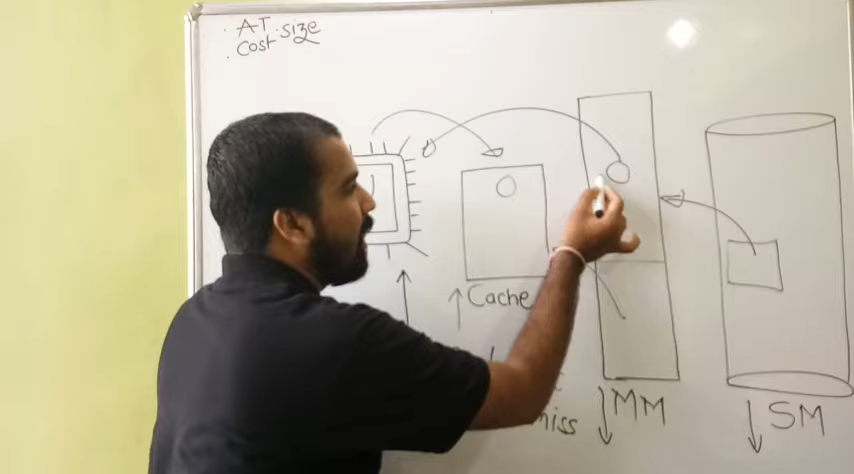 · AT · size
· Cost
Cache
miss
MM
SM